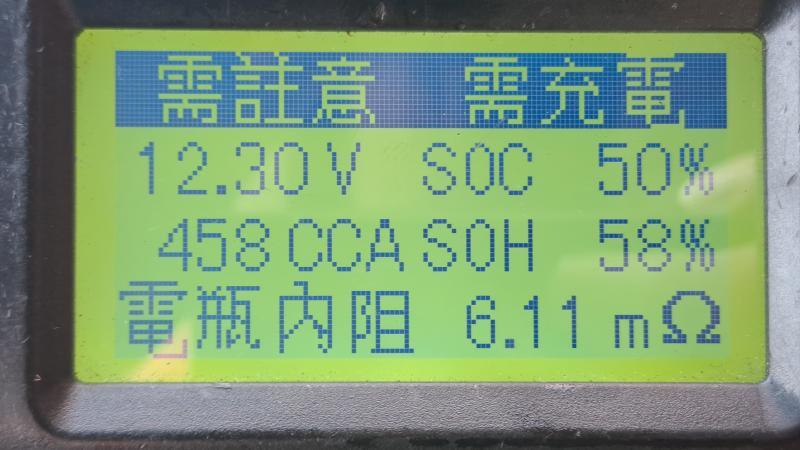 需註意 需充電
12.30V SOC 50%
458CCA SOH 58%
電瓶內阻 6.11 mΩ